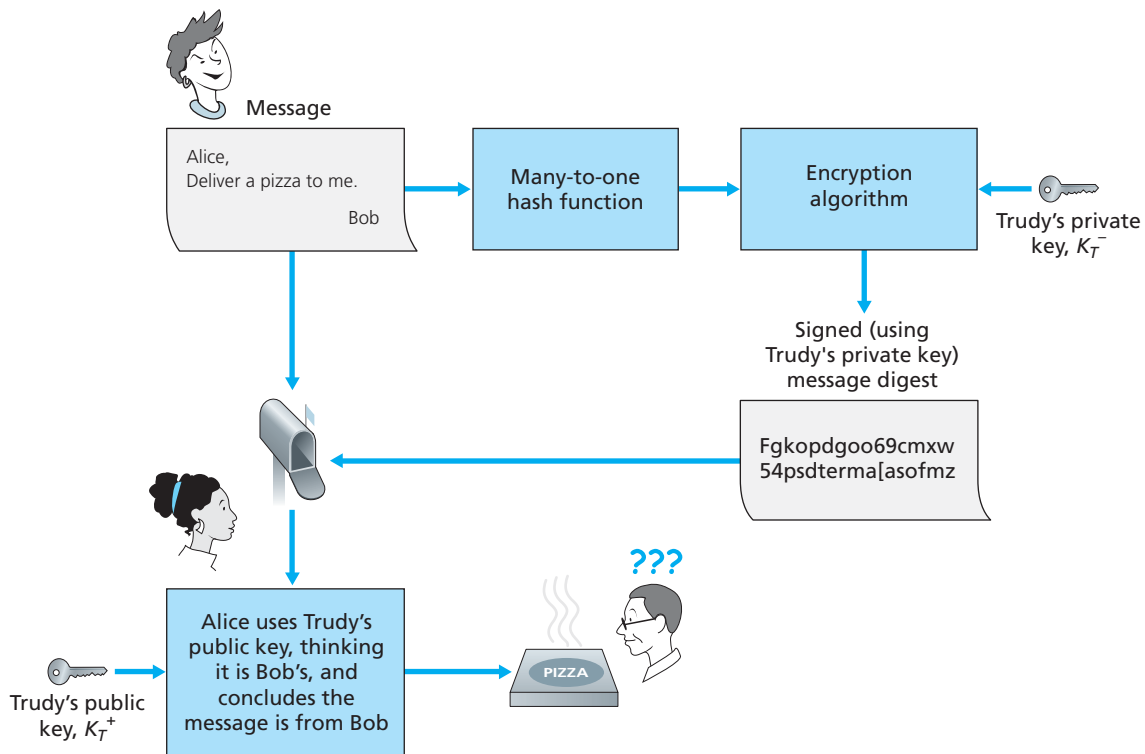 Message
Alice,
Deliver a pizza to me.
Bob
Many-to-one
hash function
Encryption
algorithm
Trudy’s private
key, K_T^−
Signed (using
Trudy's private key)
message digest
Fgkopdgoo69cmxw
54psdterma[asofmz
Alice uses Trudy’s
public key, thinking
it is Bob’s, and
concludes the
message is from Bob
Trudy’s public
key, K_T^+
PIZZA
???